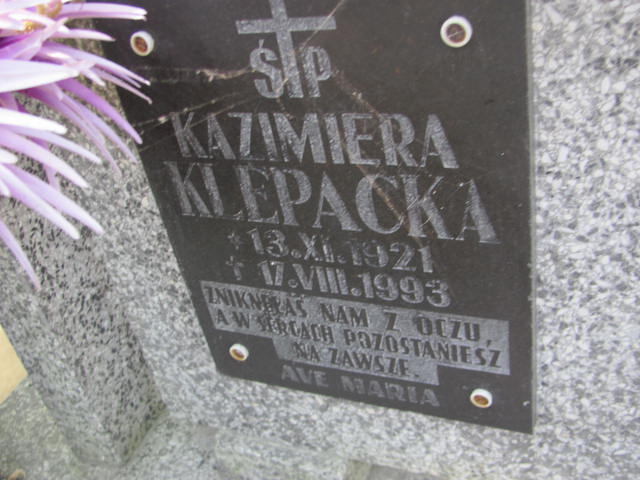 ŚP
KAZIMIERA
KLEPACKA
* 13.XI.1921
† 17.VIII.1993
ZNIKNĘŁAŚ NAM Z OCZU,
A W SERCACH POZOSTANIESZ
NA ZAWSZE.
AVE MARIA